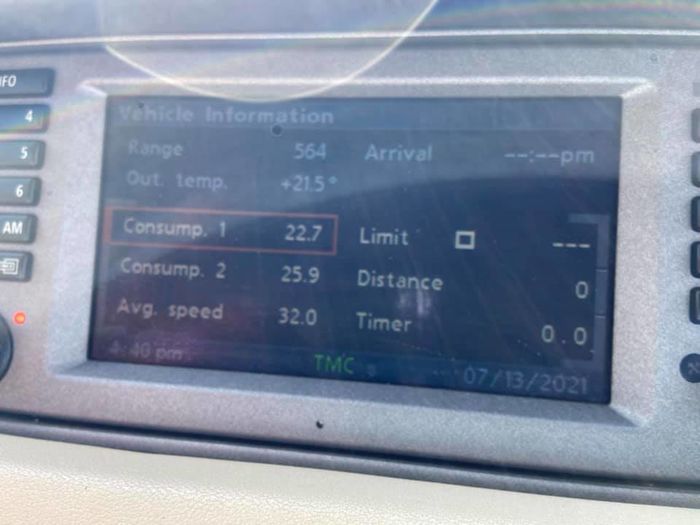 Vehicle Information
Range 564 Arrival --:--pm
Out. temp. +21.5°
Consump. 1 22.7 Limit ---
Consump. 2 25.9 Distance 0
Avg. speed 32.0 Timer 0.0
4:40 pm TMC 07/13/2021
NFO
4
5
6
AM